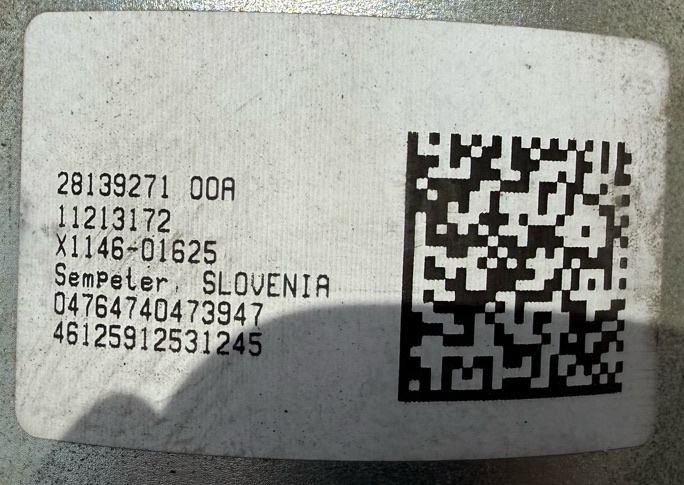 28139271 00A
11213172
X1146-01625
Sempeter, SLOVENIA
04764740473947
46125912531245